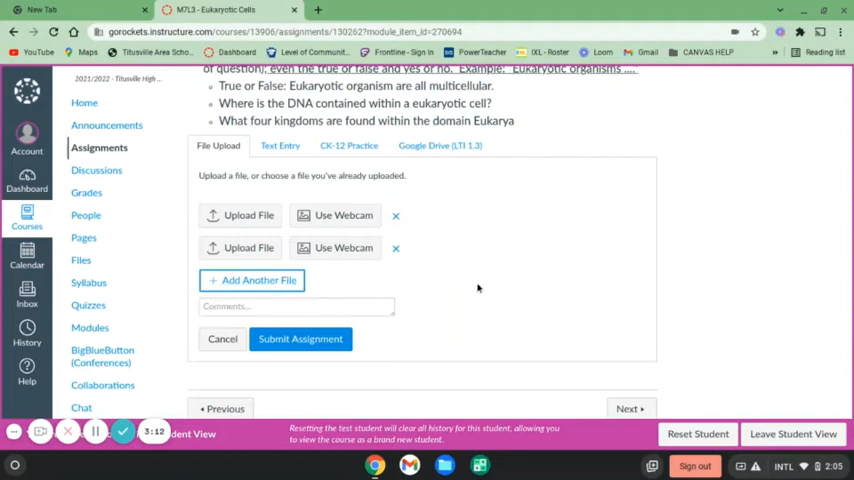 New Tab
M7L3 - Eukaryotic Cells
gorockets.instructure.com/courses/13906/assignments/130262?module_item_id=270694
YouTube Maps Titusville Area Scho... Dashboard Level of Communit... Frontline - Sign In PowerTeacher IXL - Roster Loom Gmail CANVAS HELP » Reading list
2021/2022 - Titusville High ...
Home
Announcements
Assignments
Discussions
Grades
People
Pages
Files
Syllabus
Quizzes
Modules
BigBlueButton
(Conferences)
Collaborations
Chat
Account
Dashboard
Courses
Calendar
Inbox
History
Help
of question); even the true or false and yes or no. Example: "Eukaryotic organisms ....
True or False: Eukaryotic organism are all multicellular.
Where is the DNA contained within a eukaryotic cell?
What four kingdoms are found within the domain Eukarya
File Upload Text Entry CK-12 Practice Google Drive (LTI 1.3)
Upload a file, or choose a file you've already uploaded.
Upload File Use Webcam
Upload File Use Webcam
+ Add Another File
Comments...
Cancel Submit Assignment
Previous Next
3:12
Student View
Resetting the test student will clear all history for this student, allowing you
to view the course as a brand new student.
Reset Student Leave Student View
Sign out INTL 2:05